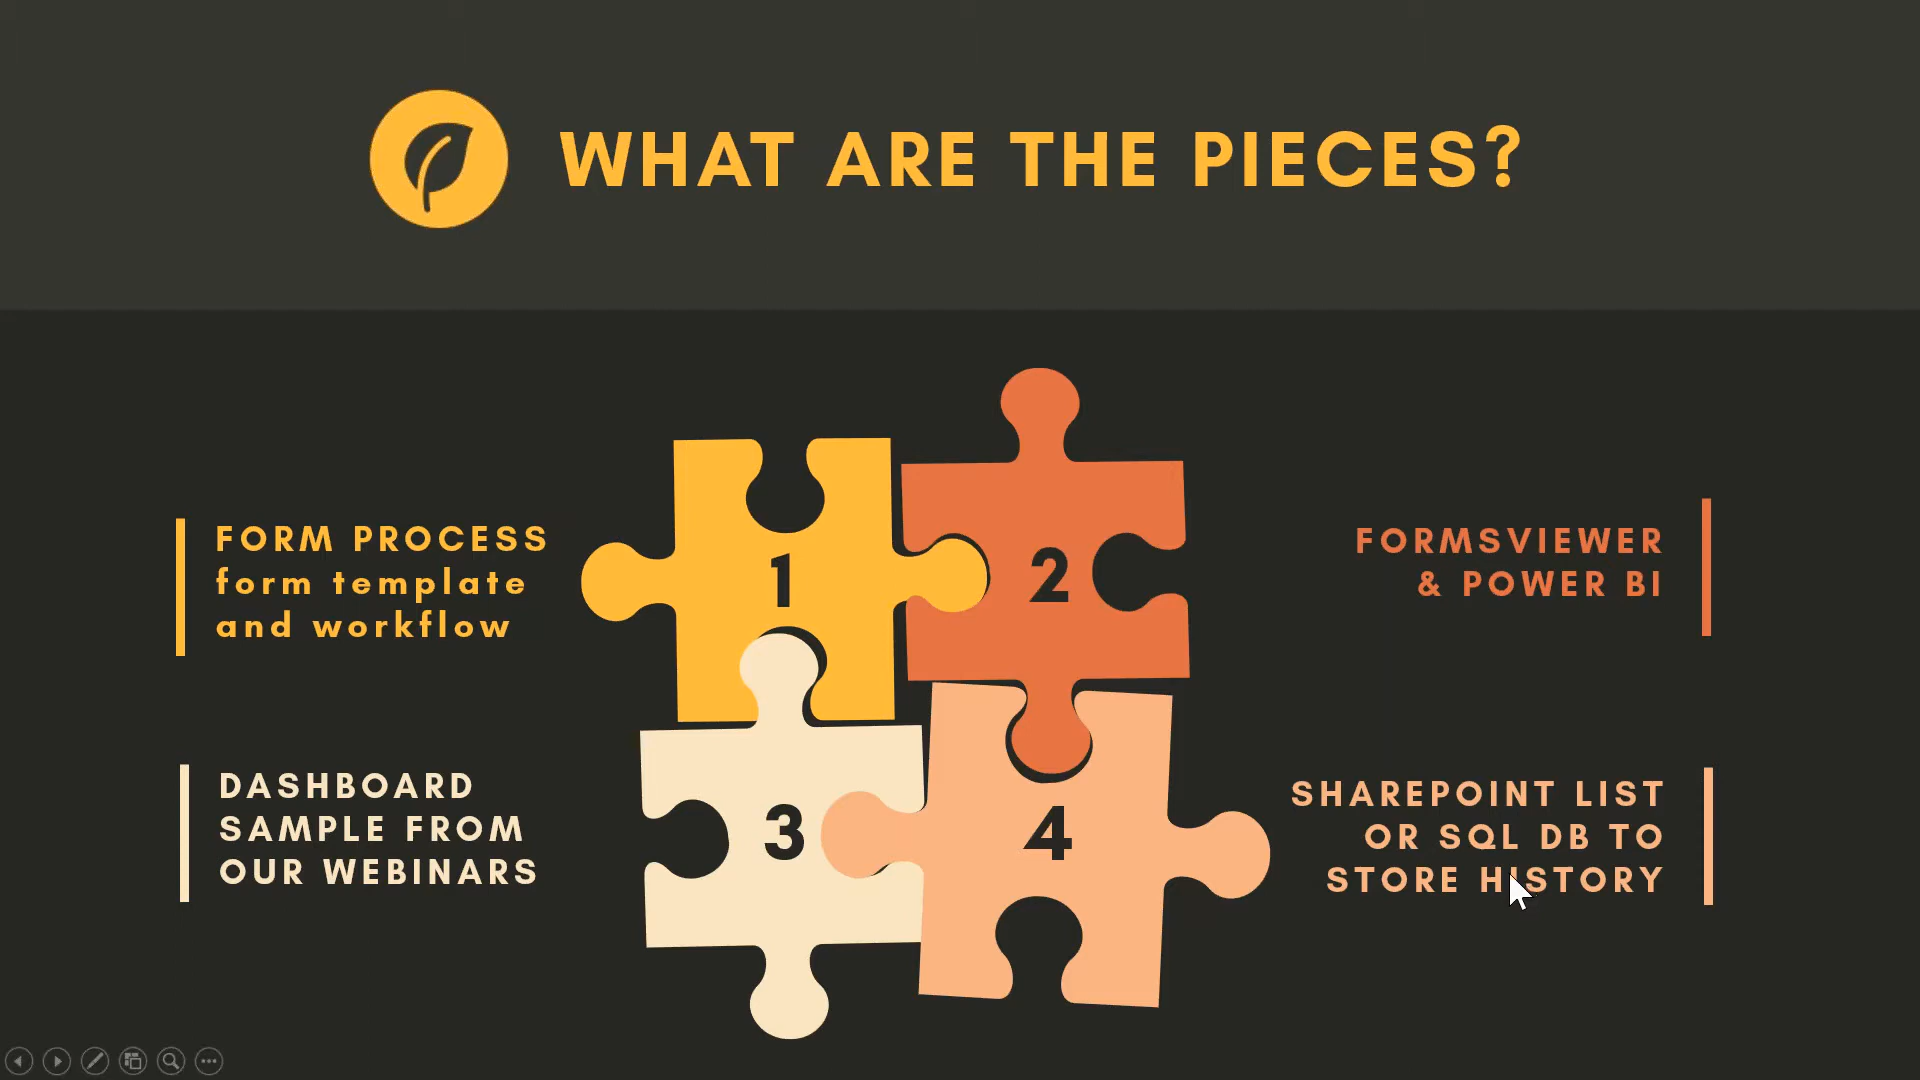 WHAT ARE THE PIECES?
FORM PROCESS
form template
and workflow
1
2
FORMSVIEWER
& POWER BI
DASHBOARD
SAMPLE FROM
OUR WEBINARS
3
4
SHAREPOINT LIST
OR SQL DB TO
STORE HISTORY